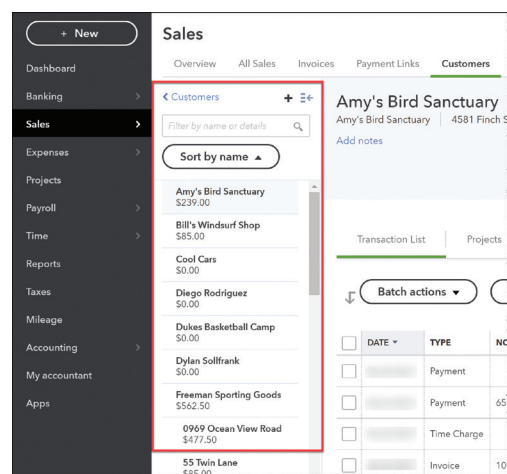 + New
Dashboard
Banking
Sales
Expenses
Projects
Payroll
Time
Reports
Taxes
Mileage
Accounting
My accountant
Apps
Sales
Overview All Sales Invoices Payment Links Customers
Customers
Filter by name or details
Sort by name
Amy's Bird Sanctuary
$239.00
Bill's Windsurf Shop
$85.00
Cool Cars
$0.00
Diego Rodriguez
$0.00
Dukes Basketball Camp
$0.00
Dylan Sollfrank
$0.00
Freeman Sporting Goods
$562.50
0969 Ocean View Road
$477.50
55 Twin Lane
$85.00
Amy's Bird Sanctuary
Amy's Bird Sanctuary | 4581 Finch S
Add notes
Transaction List Projects
Batch actions
DATE TYPE NO
Payment
Payment 65
Time Charge
Invoice 10